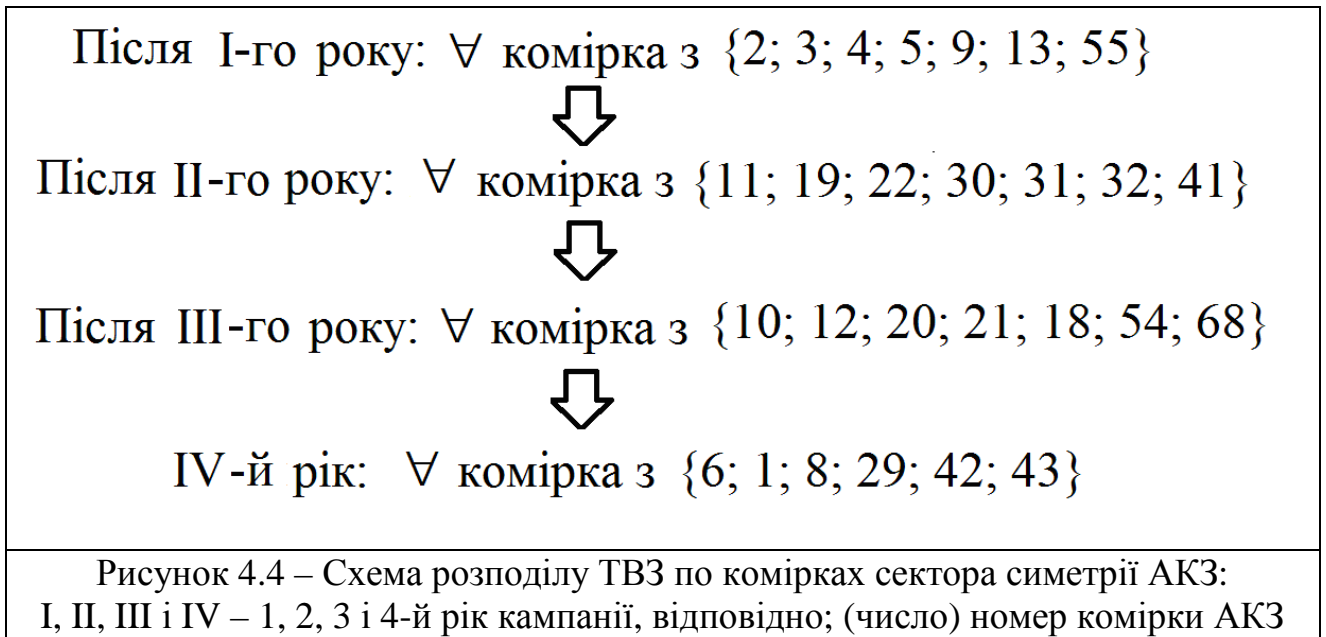 Після I-го року: ∀ комірка з {2; 3; 4; 5; 9; 13; 55}
Після II-го року: ∀ комірка з {11; 19; 22; 30; 31; 32; 41}
Після III-го року: ∀ комірка з {10; 12; 20; 21; 18; 54; 68}
IV-й рік: ∀ комірка з {6; 1; 8; 29; 42; 43}
Рисунок 4.4 – Схема розподілу ТВЗ по комірках сектора симетрії АКЗ:
I, II, III і IV – 1, 2, 3 і 4-й рік кампанії, відповідно; (число) номер комірки АКЗ